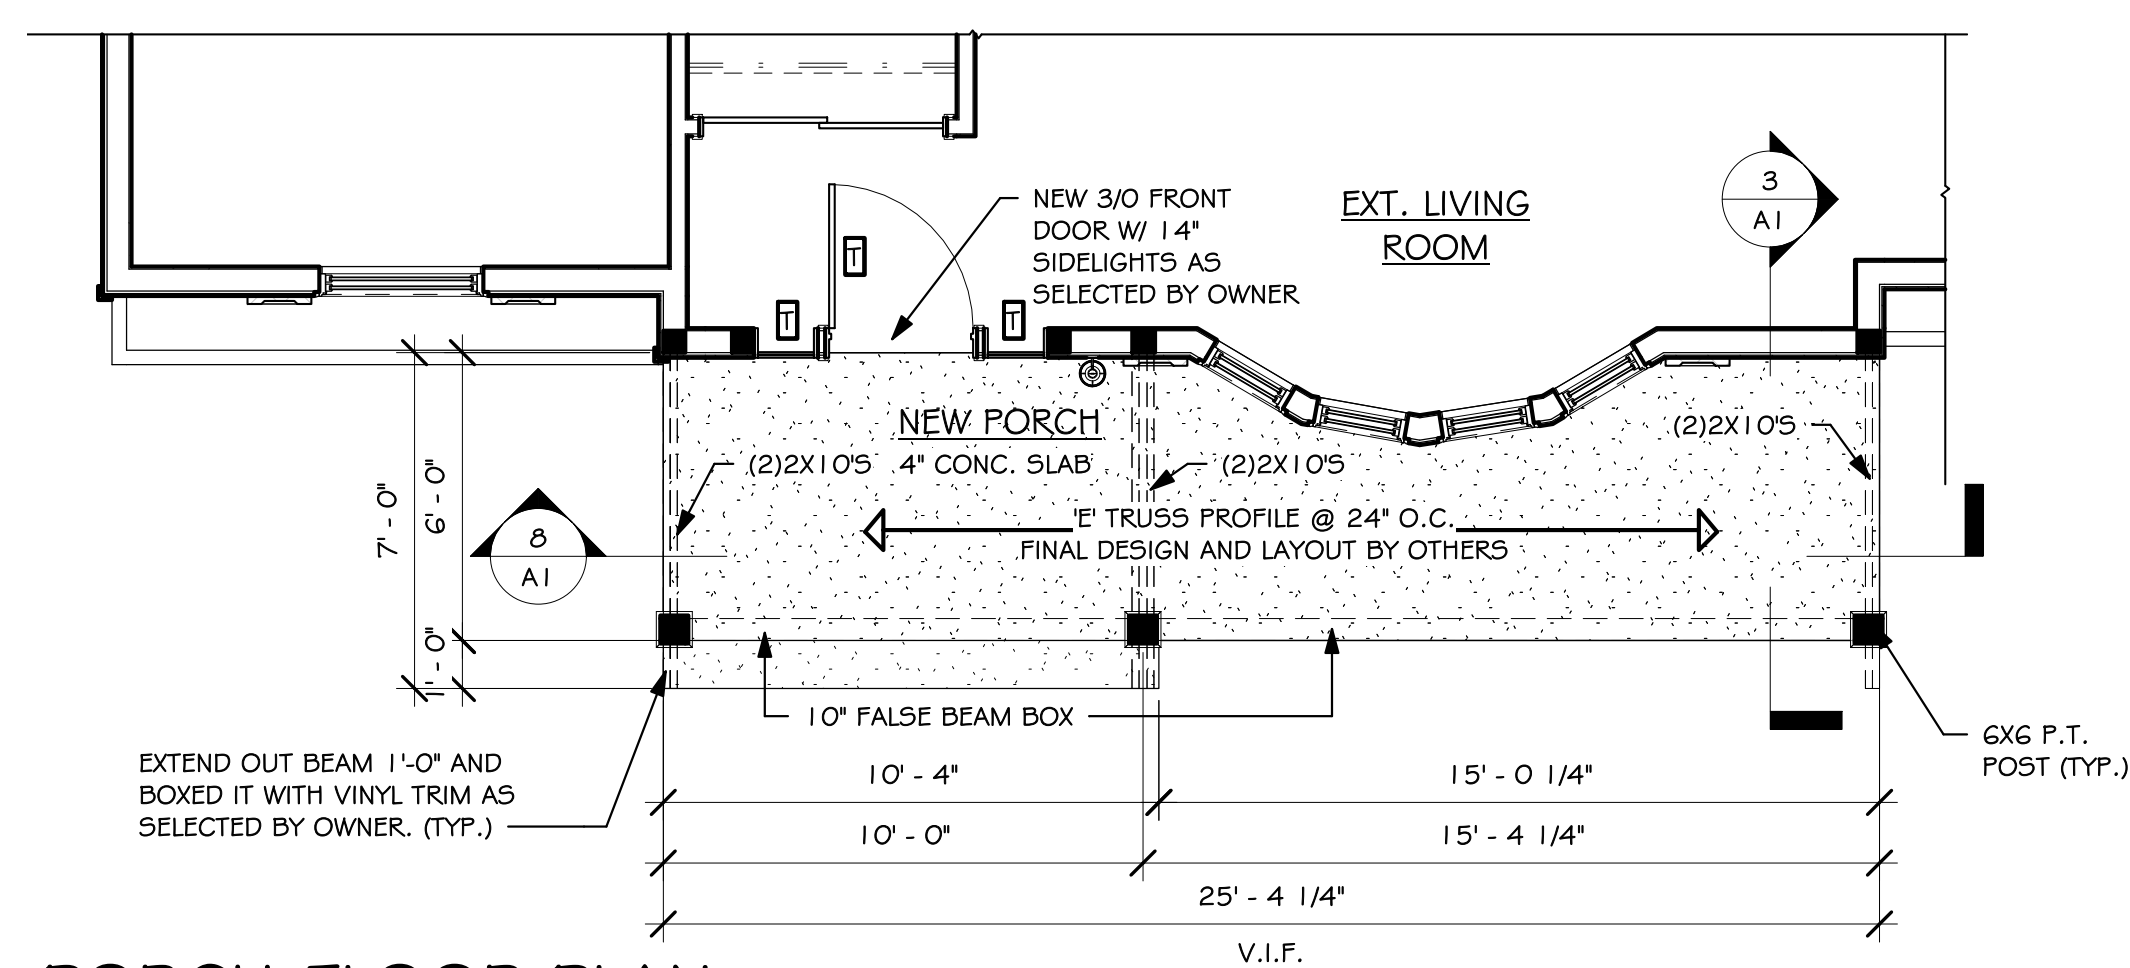 NEW 3/0 FRONT
DOOR W/ 14"
SIDELIGHTS AS
SELECTED BY OWNER
EXT. LIVING
ROOM
3
A1
T
T
T
NEW PORCH
4" CONC. SLAB
(2)2X10'S
(2)2X10'S
(2)2X10'S
'E' TRUSS PROFILE @ 24" O.C.
FINAL DESIGN AND LAYOUT BY OTHERS
7' - 0"
6' - 0"
1' - 0"
8
A1
10" FALSE BEAM BOX
EXTEND OUT BEAM 1'-0" AND
BOXED IT WITH VINYL TRIM AS
SELECTED BY OWNER. (TYP.)
6X6 P.T.
POST (TYP.)
10' - 4"
15' - 0 1/4"
10' - 0"
15' - 4 1/4"
25' - 4 1/4"
V.I.F.
PORCH FLOOR PLAN